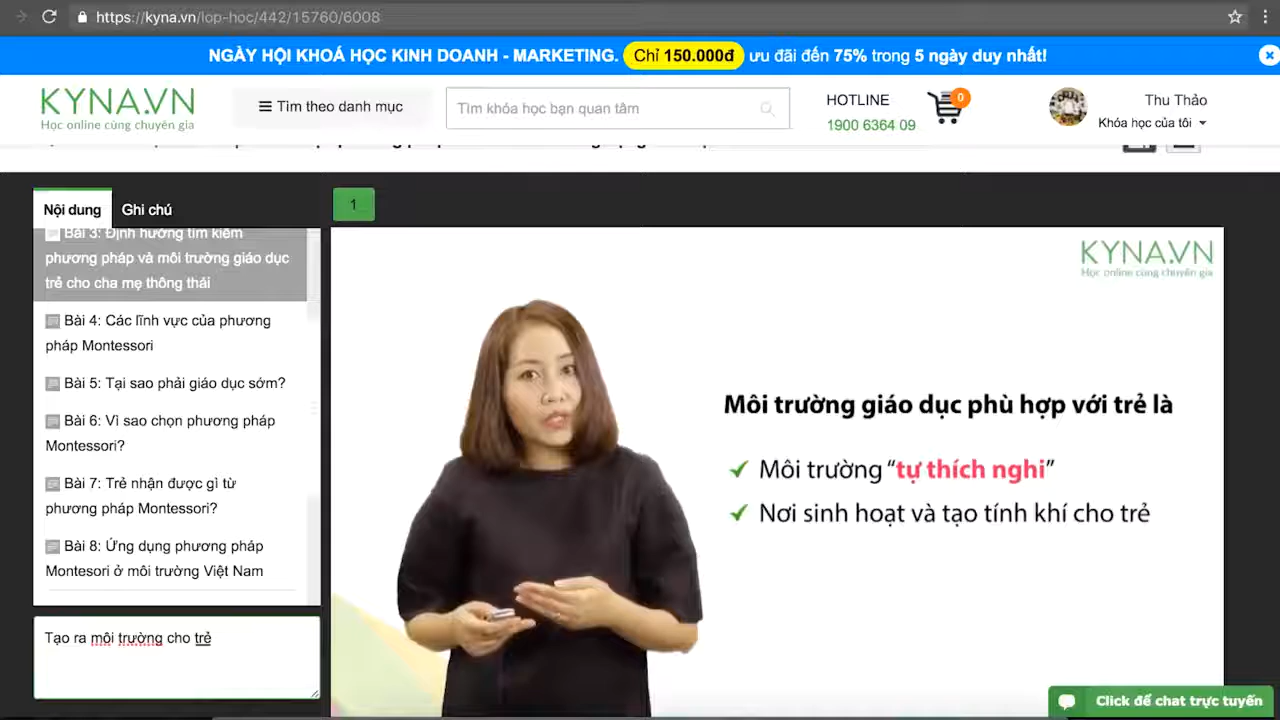 https://kyna.vn/lop-hoc/442/15760/6008
NGÀY HỘI KHOÁ HỌC KINH DOANH - MARKETING. Chỉ 150.000đ ưu đãi đến 75% trong 5 ngày duy nhất!
KYNA.VN
Học online cùng chuyên gia
Tìm theo danh mục
Tìm khóa học bạn quan tâm
HOTLINE
1900 6364 09
0
Thu Thảo
Khóa học của tôi
Nội dung
Ghi chú
1
Bài 3: Định hướng tìm kiếm
phương pháp và môi trường giáo dục
trẻ cho cha mẹ thông thái
Bài 4: Các lĩnh vực của phương
pháp Montessori
Bài 5: Tại sao phải giáo dục sớm?
Bài 6: Vì sao chọn phương pháp
Montessori?
Bài 7: Trẻ nhận được gì từ
phương pháp Montessori?
Bài 8: Ứng dụng phương pháp
Montesori ở môi trường Việt Nam
Tạo ra môi trường cho trẻ
KYNA.VN
Học online cùng chuyên gia
Môi trường giáo dục phù hợp với trẻ là
Môi trường “tự thích nghi”
Nơi sinh hoạt và tạo tính khí cho trẻ
Click để chat trực tuyến